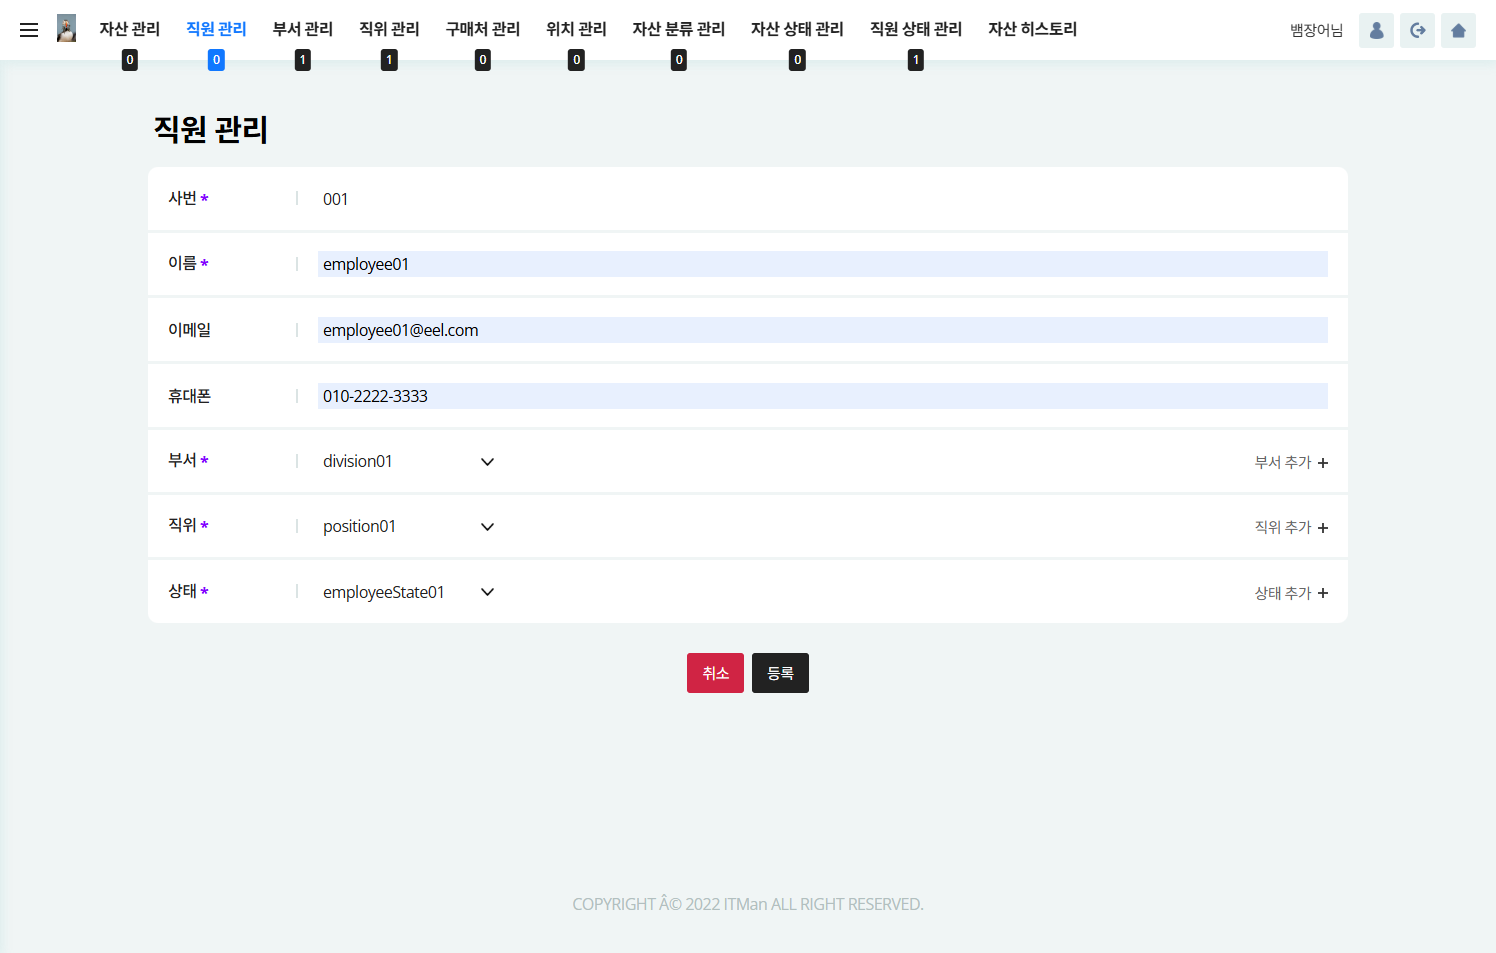 자산 관리 직원 관리 부서 관리 직위 관리 구매처 관리 위치 관리 자산 분류 관리 자산 상태 관리 직원 상태 관리 자산 히스토리 뱀장어님
0 0 1 1 0 0 0 0 1
직원 관리
사번 * 001
이름 * employee01
이메일 employee01@eel.com
휴대폰 010-2222-3333
부서 * division01 부서 추가 +
직위 * position01 직위 추가 +
상태 * employeeState01 상태 추가 +
취소 등록
COPYRIGHT Â© 2022 ITMan ALL RIGHT RESERVED.